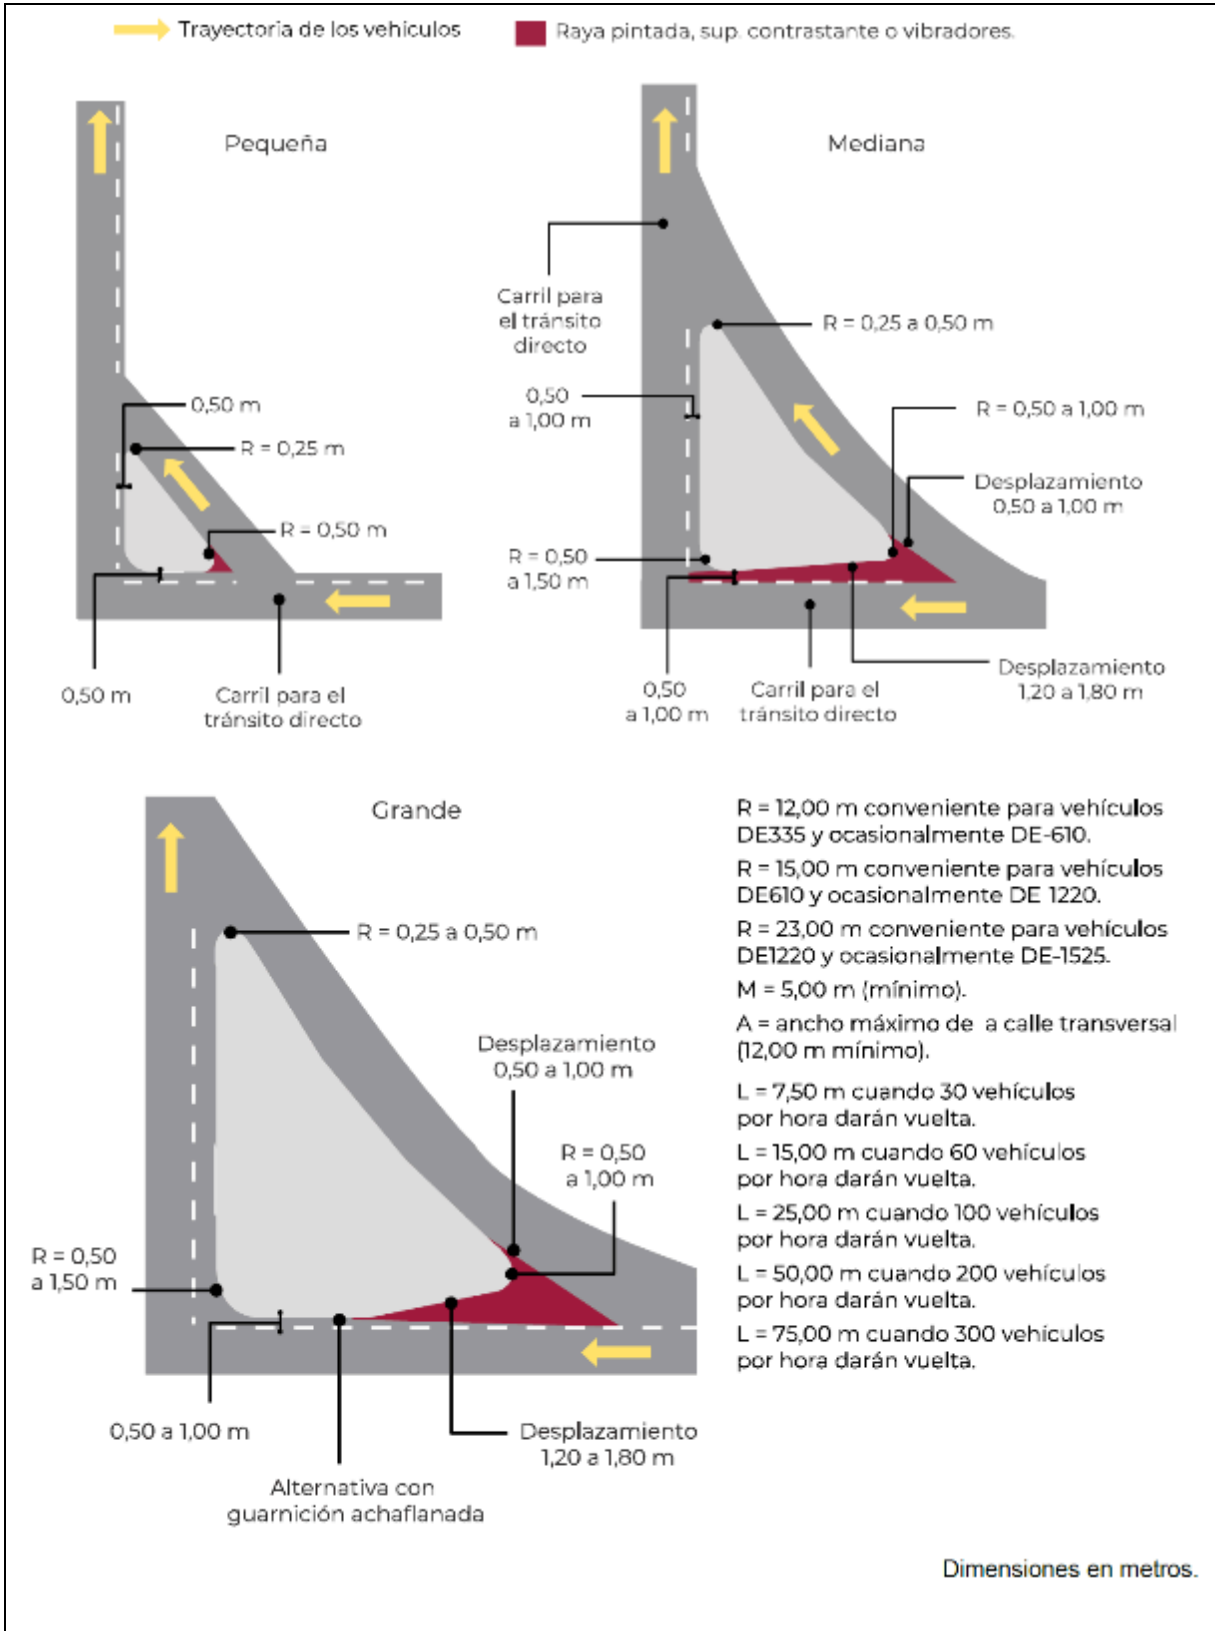 Trayectoria de los vehículos
Raya pintada, sup. contrastante o vibradores.
Pequeña
0,50 m
R = 0,25 m
R = 0,50 m
0,50 m
Carril para el
tránsito directo
Mediana
Carril para
el tránsito
directo
R = 0,25 a 0,50 m
0,50
a 1,00 m
R = 0,50 a 1,00 m
Desplazamiento
0,50 a 1,00 m
R = 0,50
a 1,50 m
0,50
a 1,00 m
Carril para el
tránsito directo
Desplazamiento
1,20 a 1,80 m
Grande
R = 0,25 a 0,50 m
Desplazamiento
0,50 a 1,00 m
R = 0,50
a 1,00 m
R = 0,50
a 1,50 m
0,50 a 1,00 m
Desplazamiento
1,20 a 1,80 m
Alternativa con
guarnición achaflanada
R = 12,00 m conveniente para vehículos
DE335 y ocasionalmente DE-610.
R = 15,00 m conveniente para vehículos
DE610 y ocasionalmente DE 1220.
R = 23,00 m conveniente para vehículos
DE1220 y ocasionalmente DE-1525.
M = 5,00 m (mínimo).
A = ancho máximo de a calle transversal
(12,00 m mínimo).
L = 7,50 m cuando 30 vehículos
por hora darán vuelta.
L = 15,00 m cuando 60 vehículos
por hora darán vuelta.
L = 25,00 m cuando 100 vehículos
por hora darán vuelta.
L = 50,00 m cuando 200 vehículos
por hora darán vuelta.
L = 75,00 m cuando 300 vehículos
por hora darán vuelta.
Dimensiones en metros.